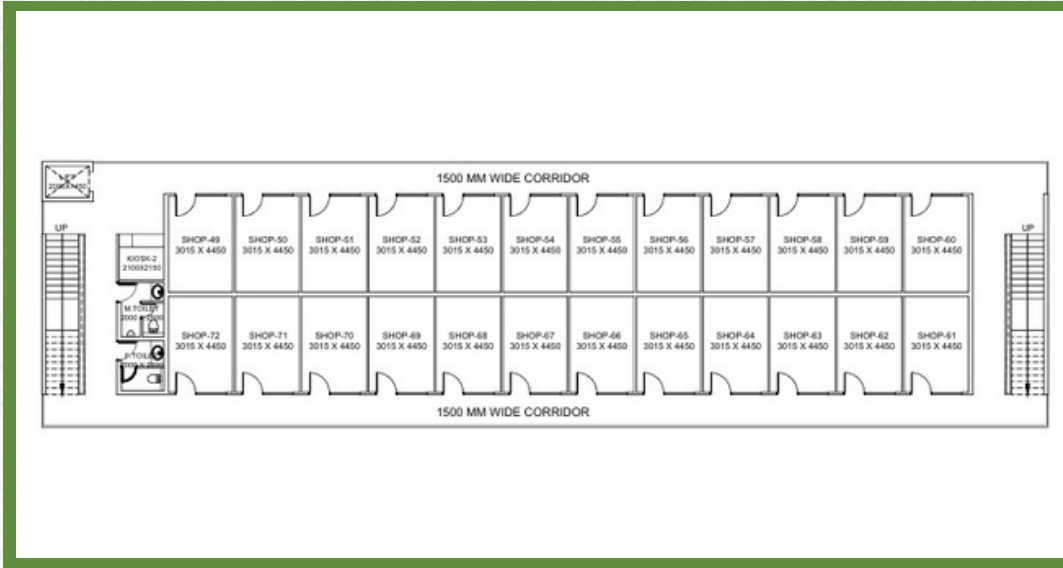 LIFT
1500 MM WIDE CORRIDOR
UP
UP
SHOP-49
3015 X 4450
SHOP-50
3015 X 4450
SHOP-51
3015 X 4450
SHOP-52
3015 X 4450
SHOP-53
3015 X 4450
SHOP-54
3015 X 4450
SHOP-55
3015 X 4450
SHOP-56
3015 X 4450
SHOP-57
3015 X 4450
SHOP-58
3015 X 4450
SHOP-59
3015 X 4450
SHOP-60
3015 X 4450
KIOSK-2
2100X2150
M.TOILET
SHOP-72
3015 X 4450
SHOP-71
3015 X 4450
SHOP-70
3015 X 4450
SHOP-69
3015 X 4450
SHOP-68
3015 X 4450
SHOP-67
3015 X 4450
SHOP-66
3015 X 4450
SHOP-65
3015 X 4450
SHOP-64
3015 X 4450
SHOP-63
3015 X 4450
SHOP-62
3015 X 4450
SHOP-61
3015 X 4450
1500 MM WIDE CORRIDOR